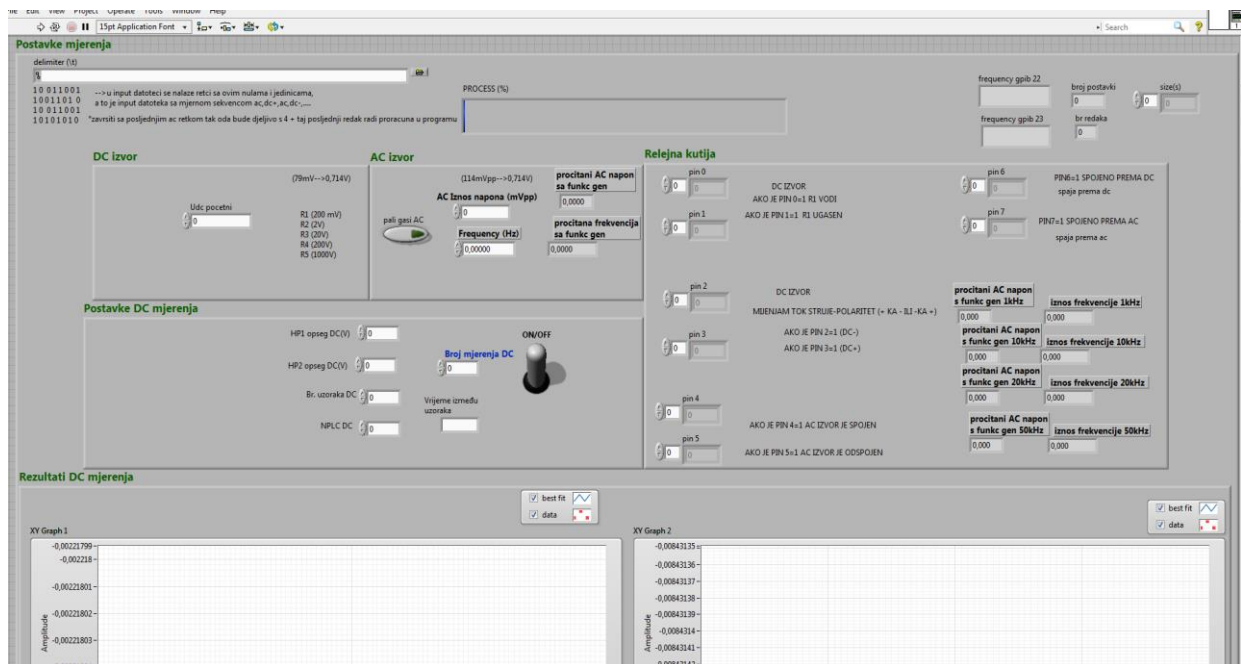 File Edit View Project Operate Tools Window Help
15pt Application Font
Search
Postavke mjerenja
delimiter (\t)
10 011001
1001101 0
10 011001
10101010
-->u input datoteci se nalaze retci sa ovim nulama i jedinicama,
a to je input datoteka sa mjernom sekvencom ac,dc+,ac,dc-,....
*zavrsiti sa posljednjim ac retkom tak oda bude djeljivo s 4 + taj posljednji redak radi proracuna u programu
PROCESS (%)
frequency gpib 22
frequency gpib 23
broj postavki
0
br redaka
0
size(s)
0 0
DC izvor
(79mV-->0,714V)
Udc pocetni
0
R1 (200 mV)
R2 (2V)
R3 (20V)
R4 (200V)
R5 (1000V)
AC izvor
(114mVpp-->0,714V)
AC Iznos napona (mVpp)
0
pali gasi AC
Frequency (Hz)
0,00000
procitani AC napon
sa funkc gen
0,0000
procitana frekvencija
sa funkc gen
0,0000
Relejna kutija
pin 0
0 0
DC IZVOR
AKO JE PIN 0=1 R1 VODI
pin 1
0 0
AKO JE PIN 1=1 R1 UGASEN
pin 6
0 0
PIN6=1 SPOJENO PREMA DC
spaja prema dc
pin 7
0 0
PIN7=1 SPOJENO PREMA AC
spaja prema ac
pin 2
0 0
DC IZVOR
MIJENJAM TOK STRUJE-POLARITET (+ KA - ILI -KA +)
pin 3
0 0
AKO JE PIN 2=1 (DC-)
AKO JE PIN 3=1 (DC+)
pin 4
0 0
AKO JE PIN 4=1 AC IZVOR JE SPOJEN
pin 5
0 0
AKO JE PIN 5=1 AC IZVOR JE ODSPOJEN
procitani AC napon
s funkc gen 1kHz
0,000
iznos frekvencije 1kHz
0,000
procitani AC napon
s funkc gen 10kHz
0,000
iznos frekvencije 10kHz
0,000
procitani AC napon
s funkc gen 20kHz
0,000
iznos frekvencije 20kHz
0,000
procitani AC napon
s funkc gen 50kHz
0,000
iznos frekvencije 50kHz
0,000
Postavke DC mjerenja
HP1 opseg DC(V) 0
HP2 opseg DC(V) 0
Br. uzoraka DC 0
NPLC DC 0
Broj mjerenja DC
0
Vrijeme između
uzoraka
ON/OFF
Rezultati DC mjerenja
best fit
data
XY Graph 1
-0,00221799
-0,002218
-0,00221801
-0,00221802
-0,00221803
Amplitude
best fit
data
XY Graph 2
-0,00843135
-0,00843136
-0,00843137
-0,00843138
-0,00843139
-0,0084314
-0,00843141
-0,00843142
Amplitude